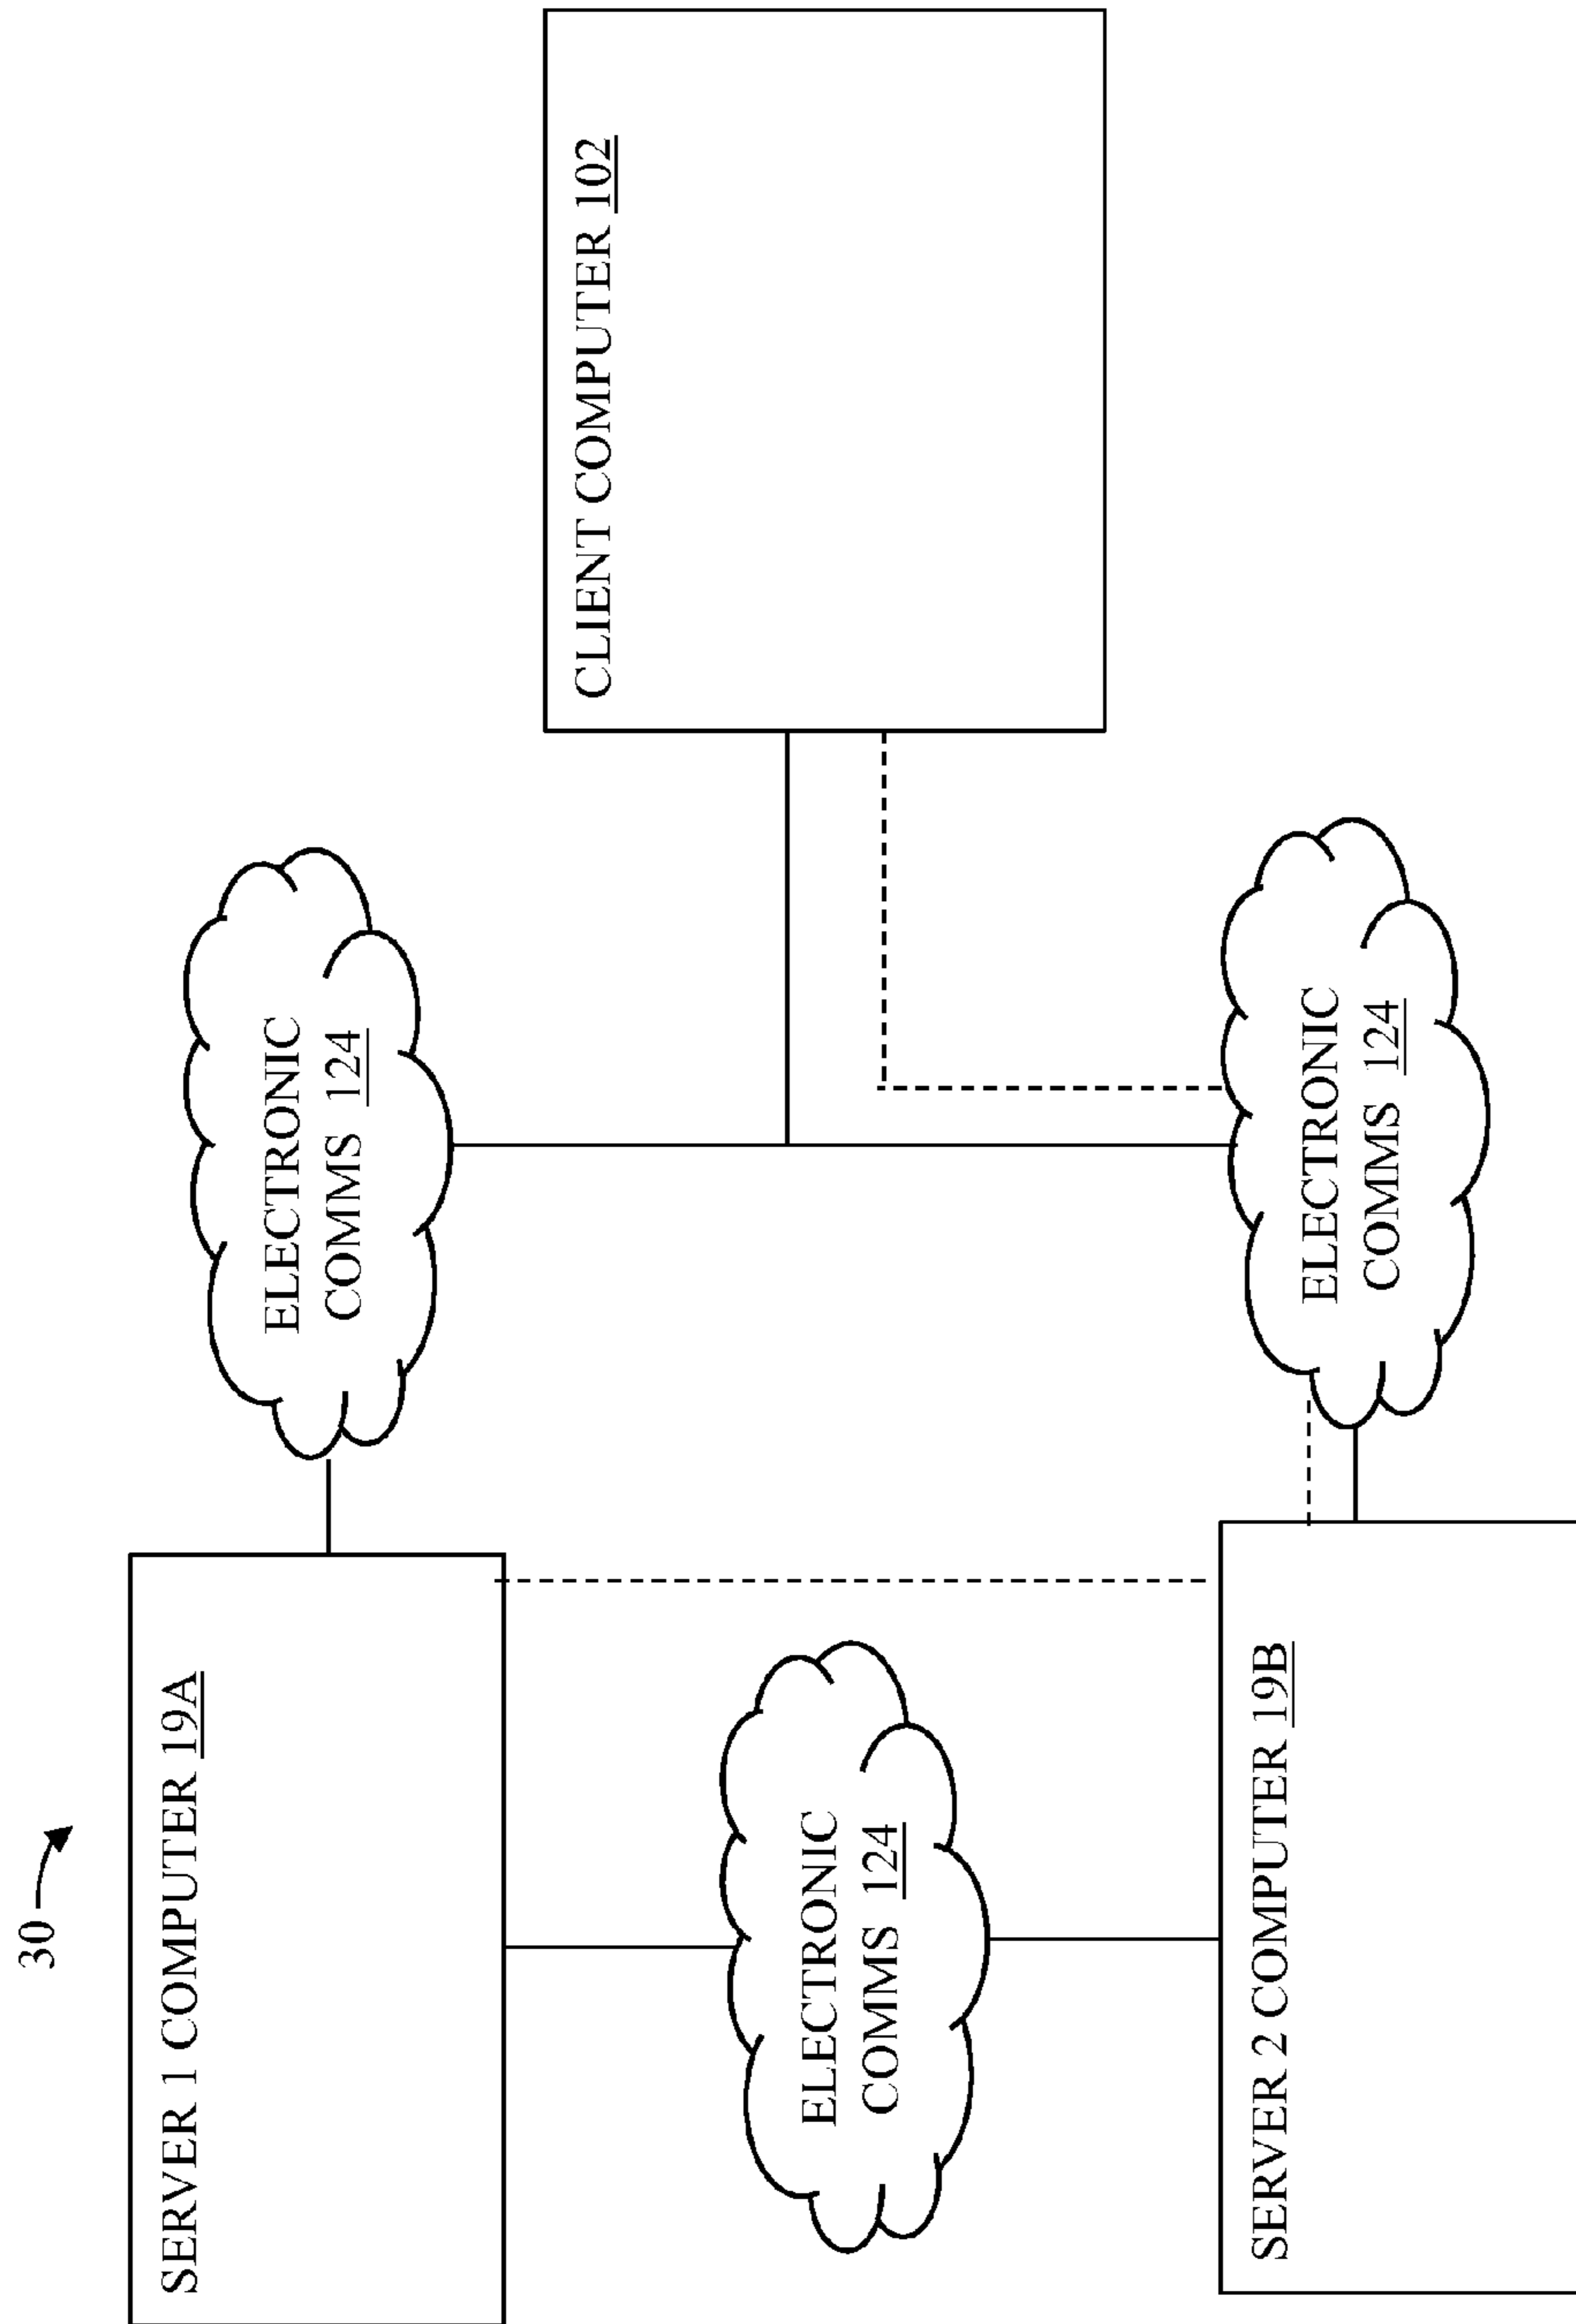 30
SERVER 1 COMPUTER 19A
ELECTRONIC
COMMS 124
CLIENT COMPUTER 102
ELECTRONIC
COMMS 124
SERVER 2 COMPUTER 19B
ELECTRONIC
COMMS 124